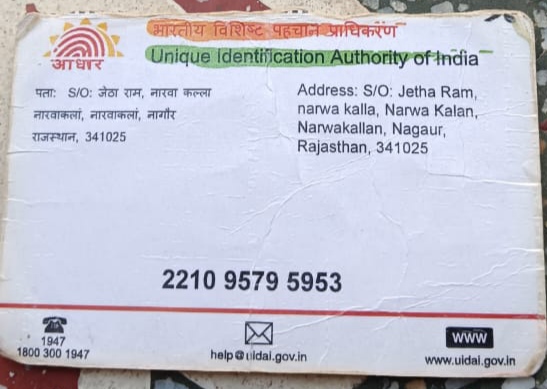 भारतीय विशिष्ट पहचान प्राधिकरण
Unique Identification Authority of India
आधार
पता: S/O: जेठा राम, नारवा कल्ला
नारवाकलां, नारवाकलां, नागौर
राजस्थान, 341025
Address: S/O: Jetha Ram,
narwa kalla, Narwa Kalan,
Narwakallan, Nagaur,
Rajasthan, 341025
2210 9579 5953
1947
1800 300 1947
help@uidai.gov.in
www
www.uidai.gov.in